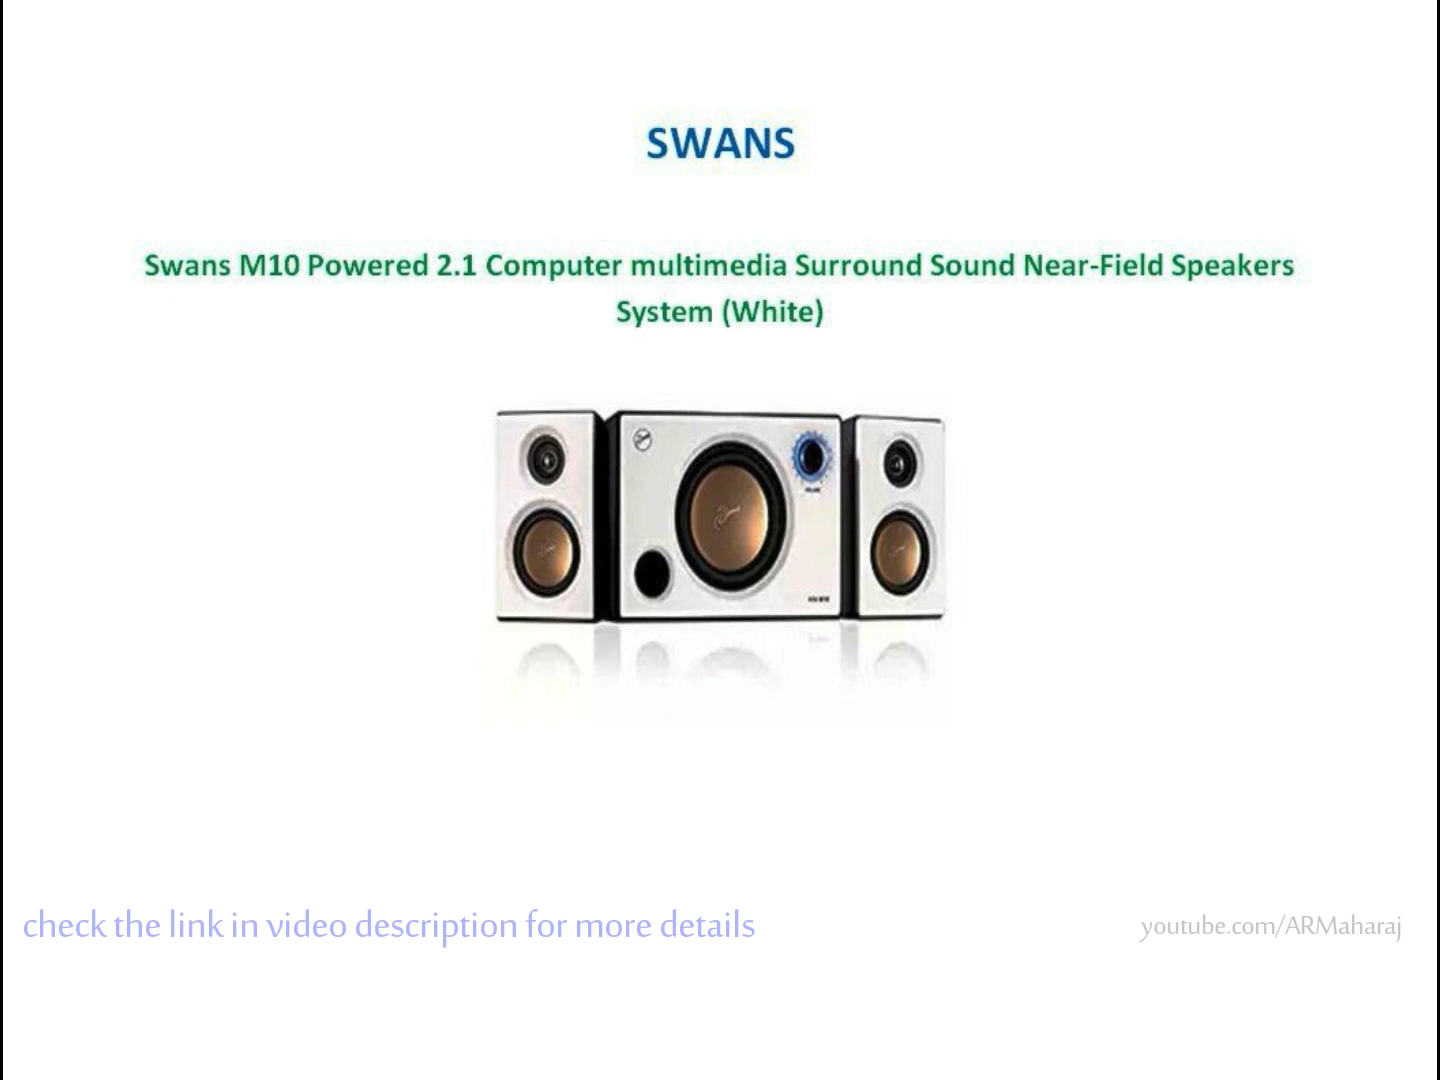 SWANS
Swans M10 Powered 2.1 Computer multimedia Surround Sound Near-Field Speakers
System (White)
check the link in video description for more details
youtube.com/ARMaharaj